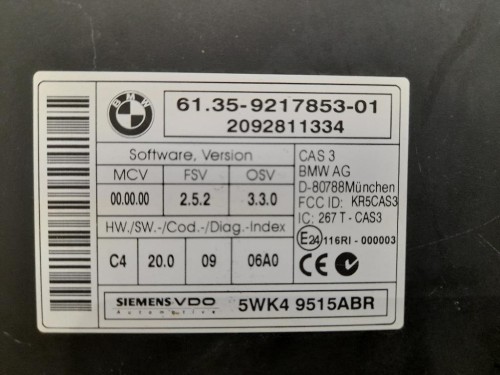 BMW
61.35-9217853-01
2092811334
Software, Version
MCV FSV OSV
00.00.00 2.5.2 3.3.0
HW./SW.-/Cod.-/Diag.-Index
C4 20.0 09 06A0
CAS 3
BMW AG
D-80788München
FCC ID: KR5CAS3
IC: 267 T - CAS3
E24 116RI - 000003
CE
SIEMENS VDO
Automotive
5WK4 9515ABR